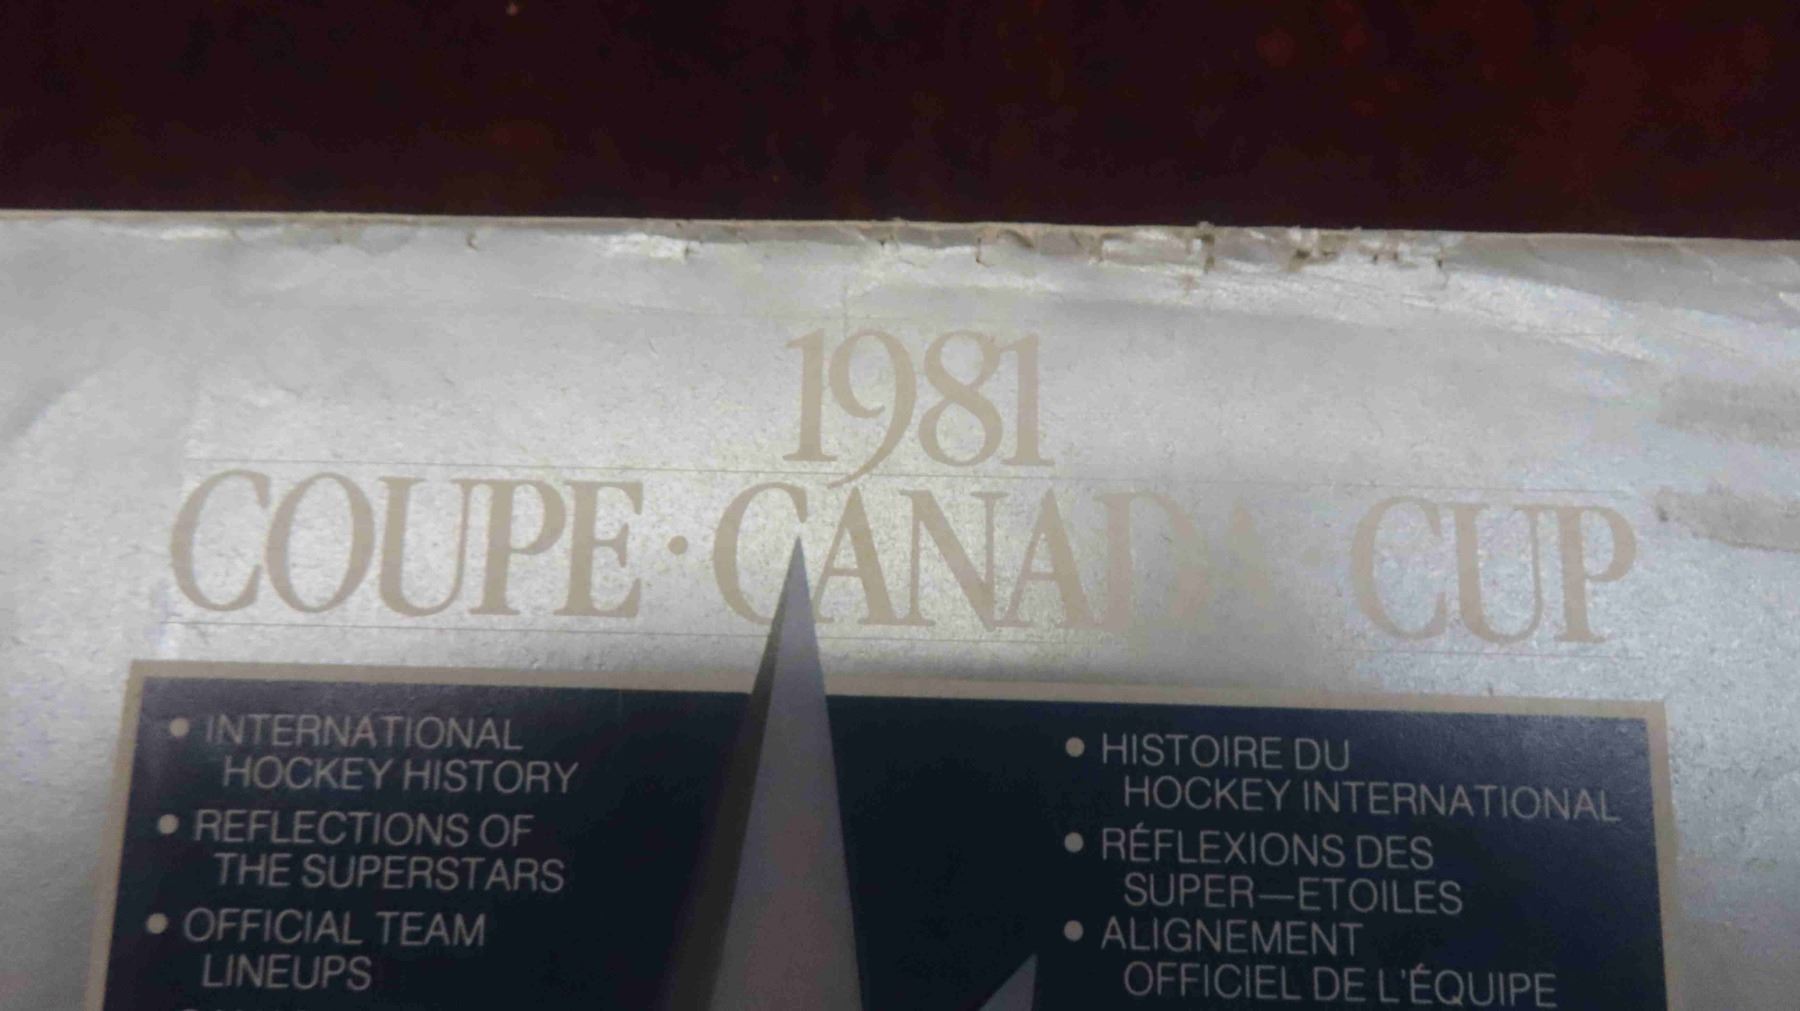 1981
COUPE · CANADA · CUP
• INTERNATIONAL
HOCKEY HISTORY
• REFLECTIONS OF
THE SUPERSTARS
• OFFICIAL TEAM
LINEUPS
• HISTOIRE DU
HOCKEY INTERNATIONAL
• RÉFLEXIONS DES
SUPER—ETOILES
• ALIGNEMENT
OFFICIEL DE L'ÉQUIPE